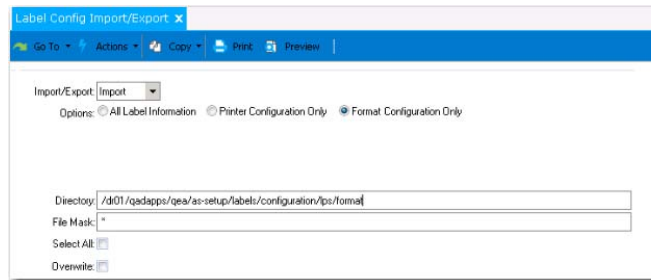 Label Config Import/Export x
Go To Actions Copy Print Preview
Import/Export: Import
Options: All Label Information Printer Configuration Only Format Configuration Only
Directory: /dr01/qadapps/qea/as-setup/labels/configuration/lps/format
File Mask: *
Select All:
Overwrite: